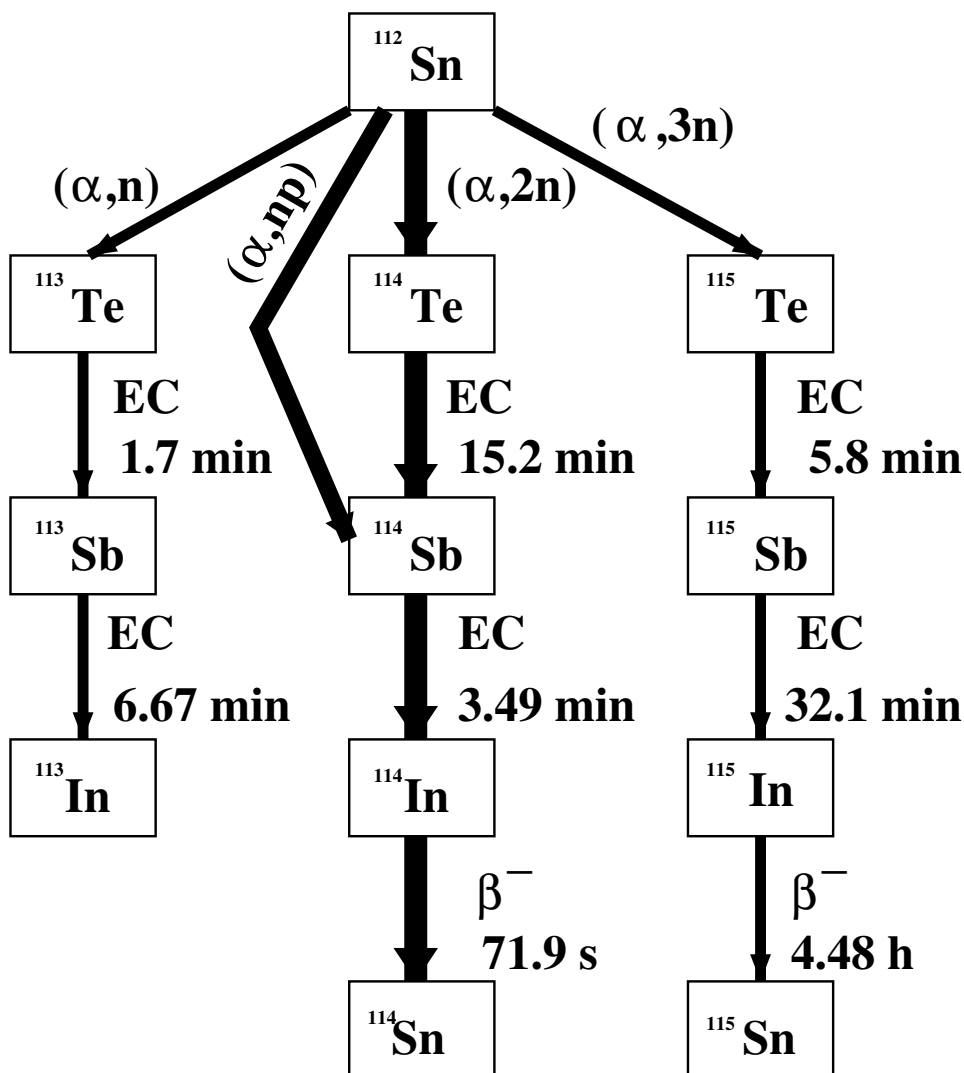 ¹¹²Sn
(α,n)
(α,np)
(α,2n)
(α,3n)
¹¹³Te
¹¹⁴Te
¹¹⁵Te
EC
1.7 min
EC
15.2 min
EC
5.8 min
¹¹³Sb
¹¹⁴Sb
¹¹⁵Sb
EC
6.67 min
EC
3.49 min
EC
32.1 min
¹¹³In
¹¹⁴In
¹¹⁵In
β⁻
71.9 s
β⁻
4.48 h
¹¹⁴Sn
¹¹⁵Sn